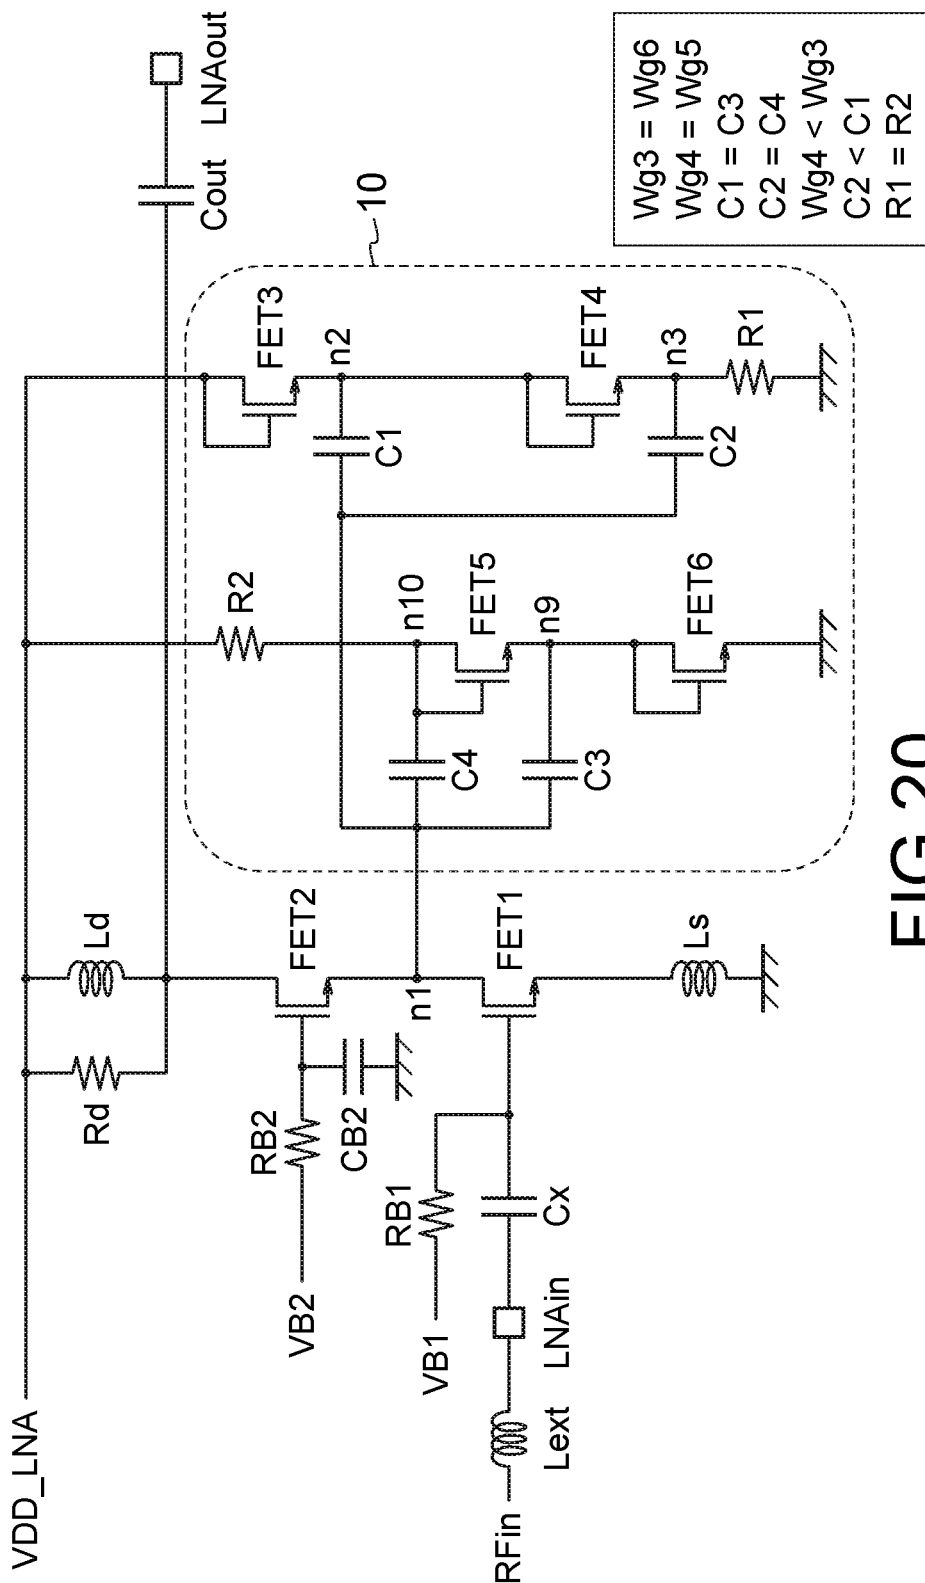 VDD_LNA
Rd
Ld
Cout
LNAout
RB2
VB2
CB2
FET2
n1
RB1
VB1
FET1
Ls
RFin
Lext
LNAin
Cx
10
R2
n10
C4
FET5
n9
C3
FET6
FET3
n2
C1
FET4
n3
C2
R1
Wg3 = Wg6
Wg4 = Wg5
C1 = C3
C2 = C4
Wg4 < Wg3
C2 < C1
R1 = R2
FIG.20